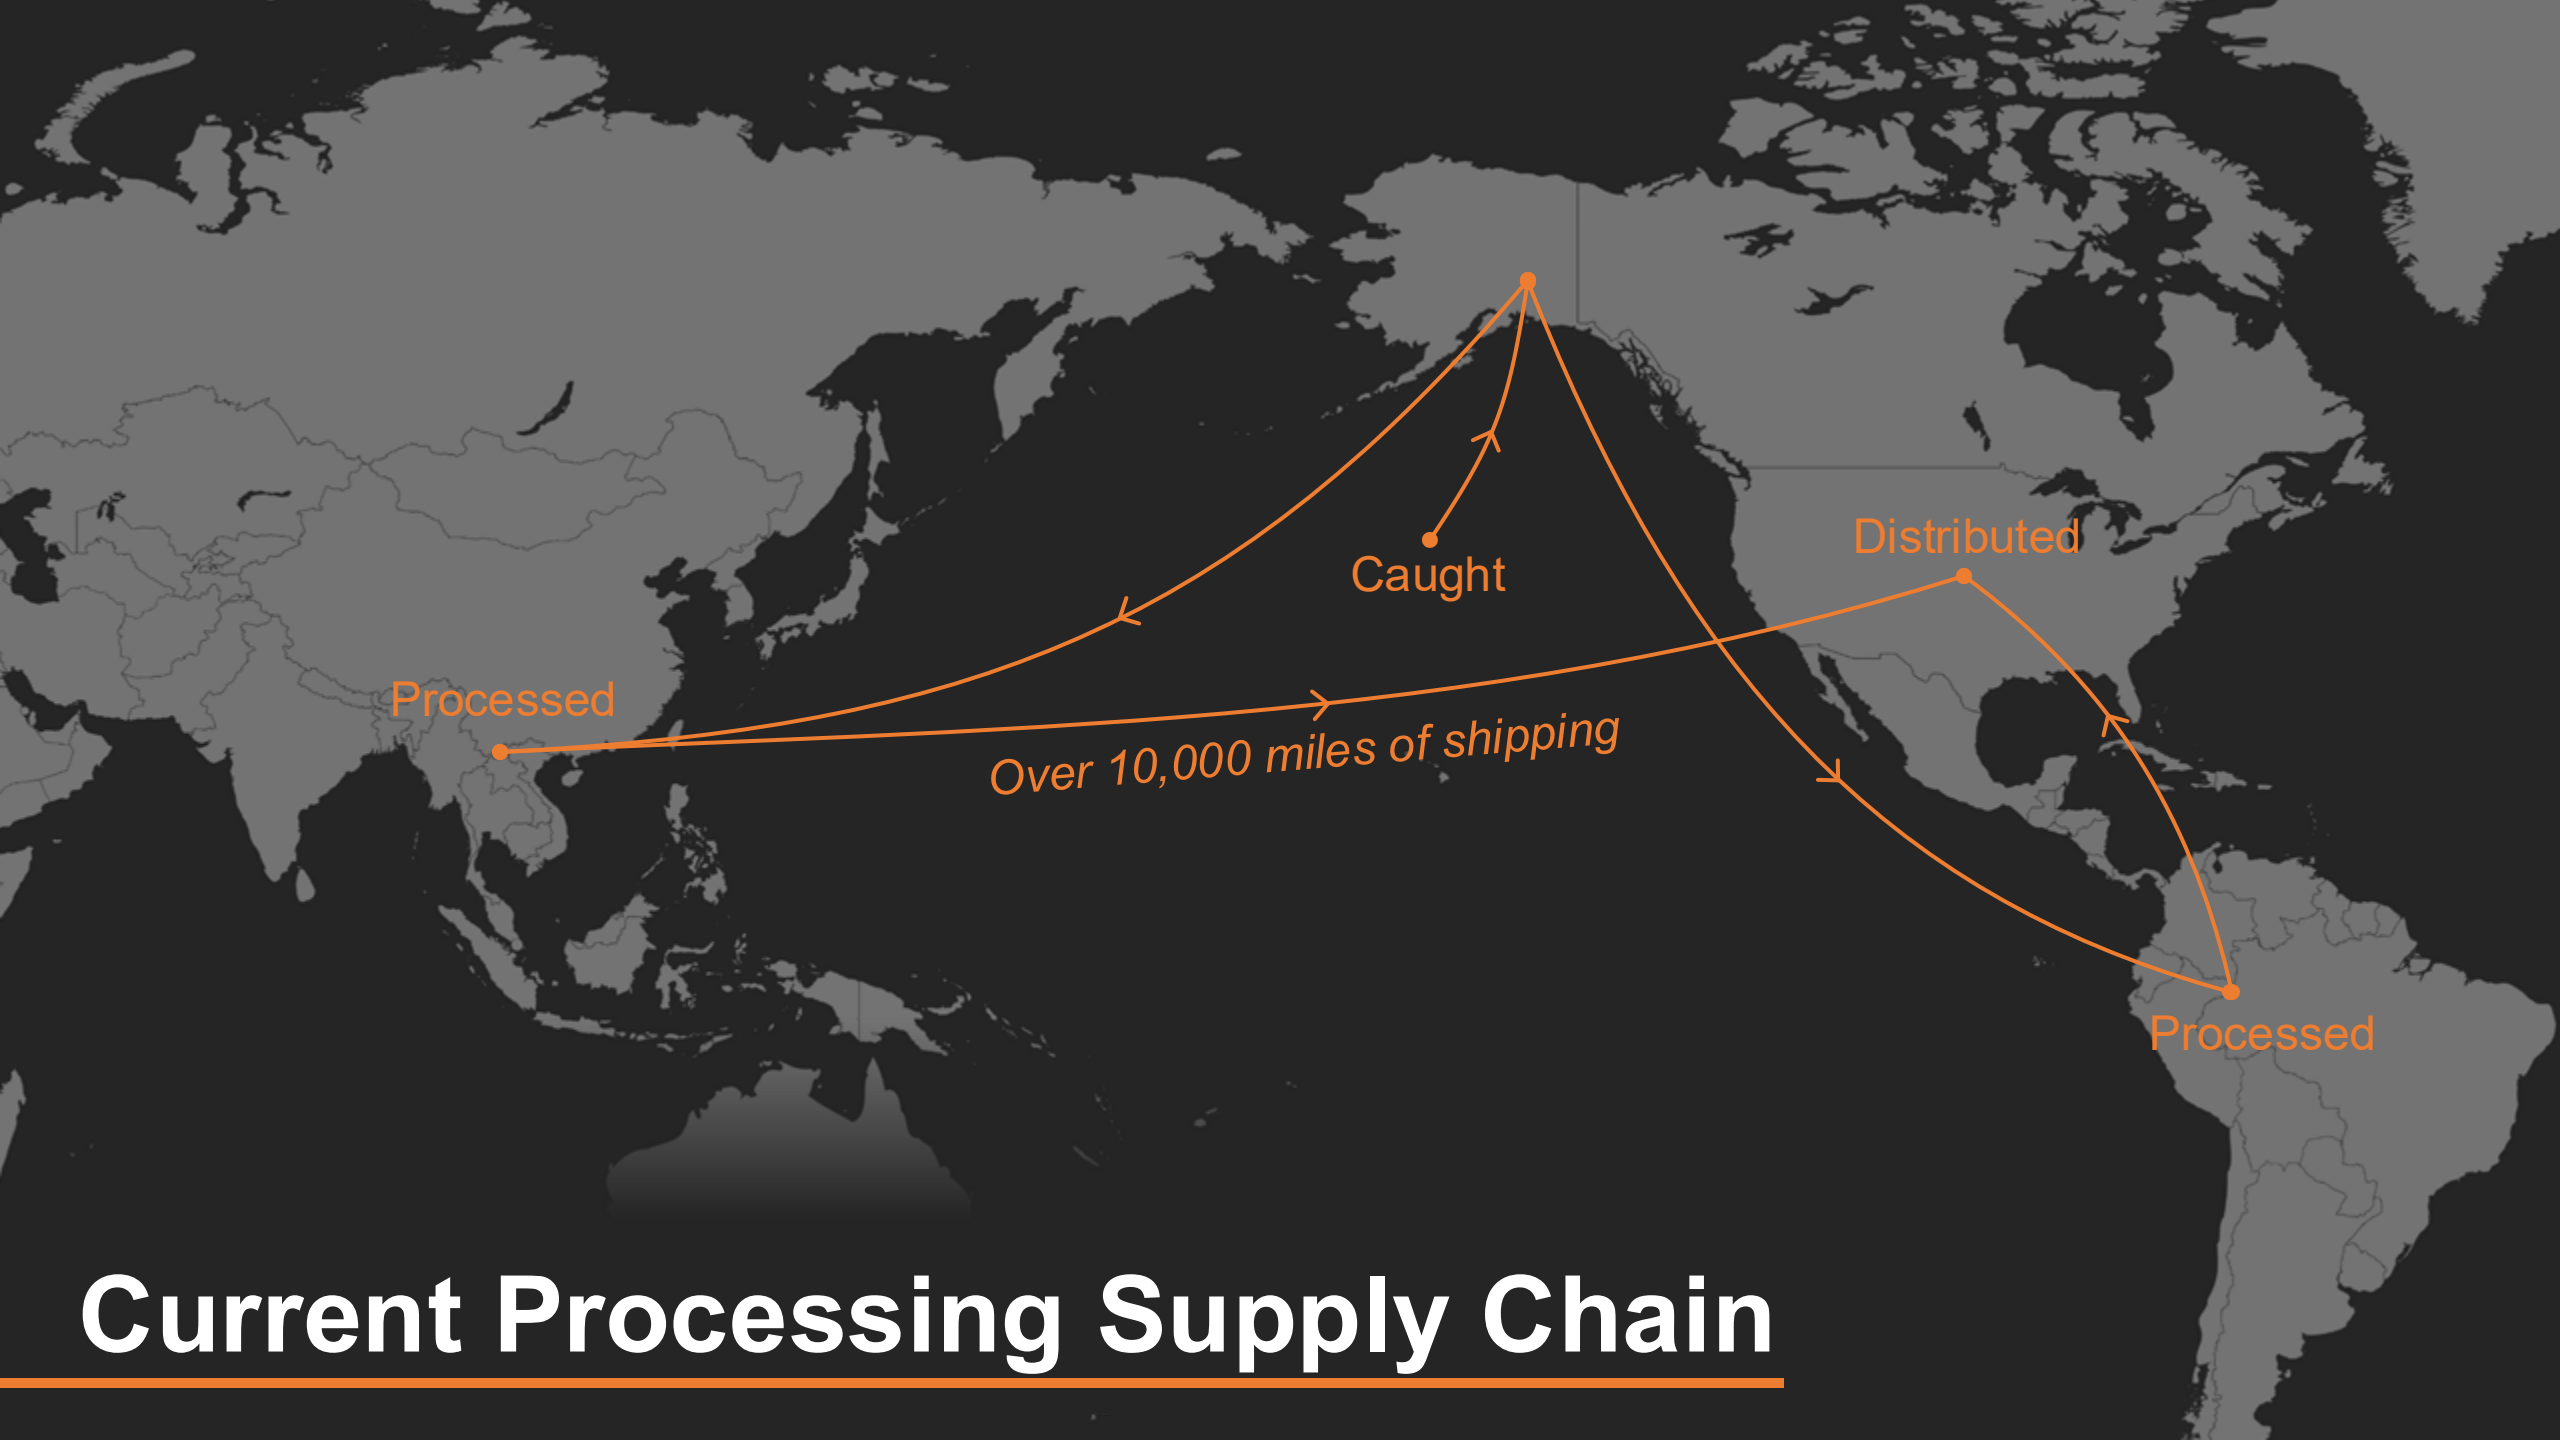 Distributed
Caught
Processed
Over 10,000 miles of shipping
Processed
Current Processing Supply Chain